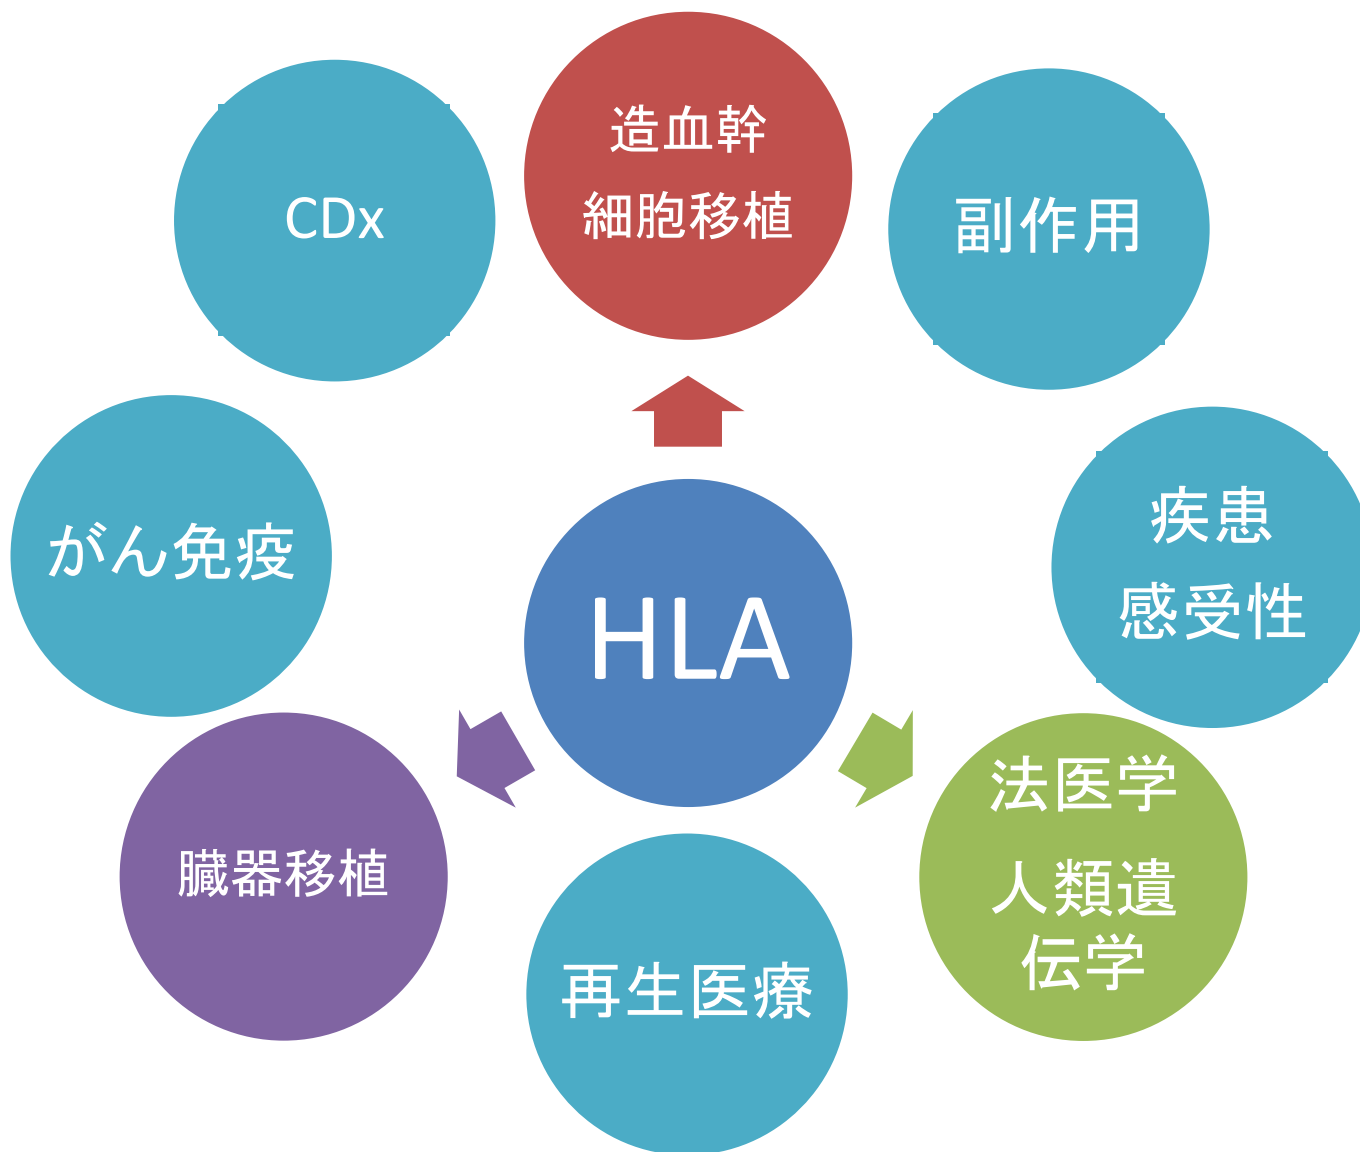 造血幹
細胞移植
CDx
副作用
がん免疫
疾患
感受性
HLA
臓器移植
法医学
人類遺
伝学
再生医療